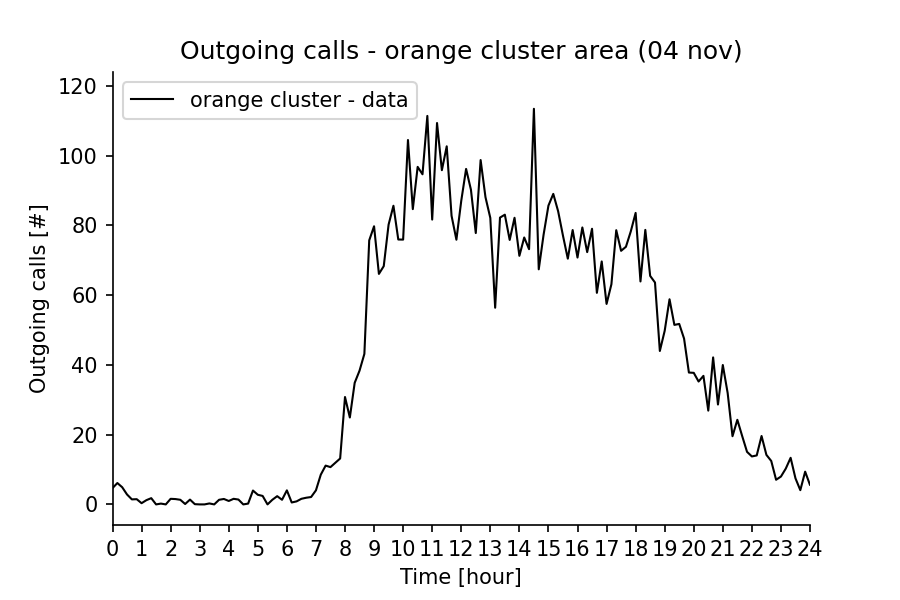 Outgoing calls - orange cluster area (04 nov)
orange cluster - data
120
100
80
60
40
20
0
Outgoing calls [#]
0 1 2 3 4 5 6 7 8 9 10 11 12 13 14 15 16 17 18 19 20 21 22 23 24
Time [hour]